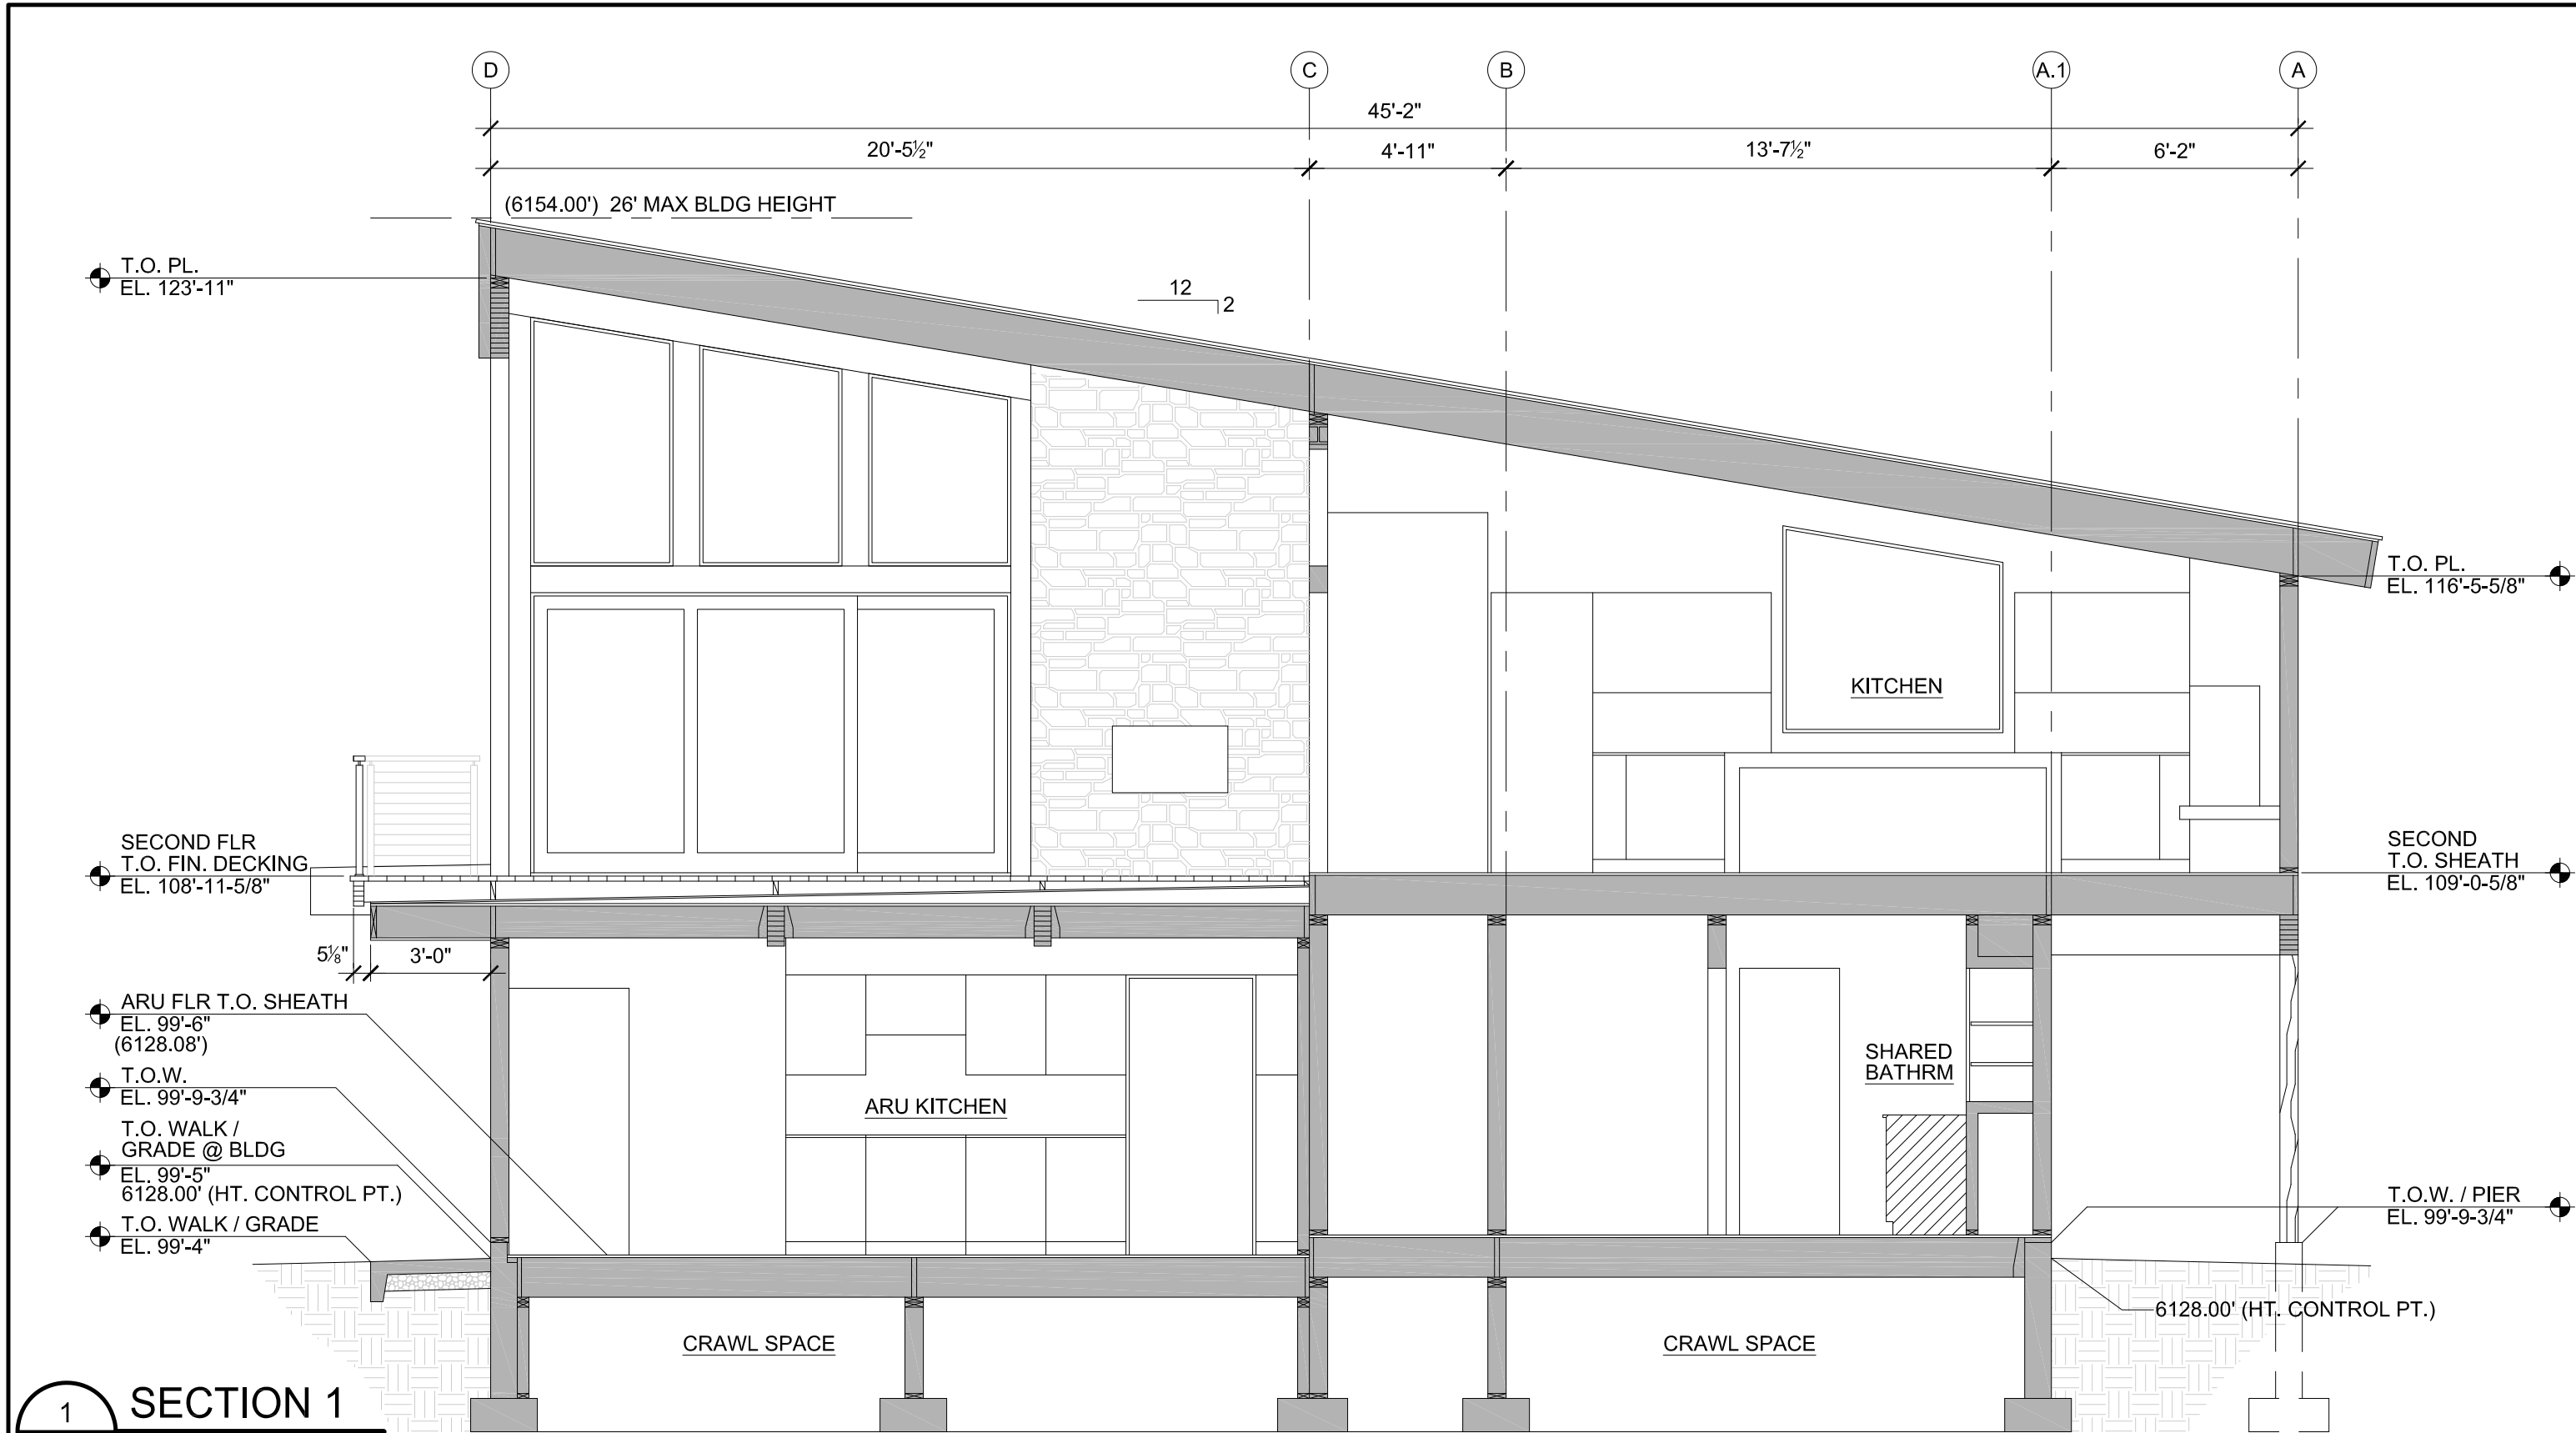 D
C
B
A.1
A
45'-2"
20'-5½"
4'-11"
13'-7½"
6'-2"
(6154.00') 26' MAX BLDG HEIGHT
T.O. PL.
EL. 123'-11"
12
2
T.O. PL.
EL. 116'-5-5/8"
KITCHEN
SECOND FLR
T.O. FIN. DECKING
EL. 108'-11-5/8"
SECOND
T.O. SHEATH
EL. 109'-0-5/8"
5⅛"
3'-0"
ARU FLR T.O. SHEATH
EL. 99'-6"
(6128.08')
T.O.W.
EL. 99'-9-3/4"
T.O. WALK /
GRADE @ BLDG
EL. 99'-5"
6128.00' (HT. CONTROL PT.)
T.O. WALK / GRADE
EL. 99'-4"
ARU KITCHEN
SHARED
BATHRM
T.O.W. / PIER
EL. 99'-9-3/4"
6128.00' (HT. CONTROL PT.)
CRAWL SPACE
CRAWL SPACE
1
SECTION 1